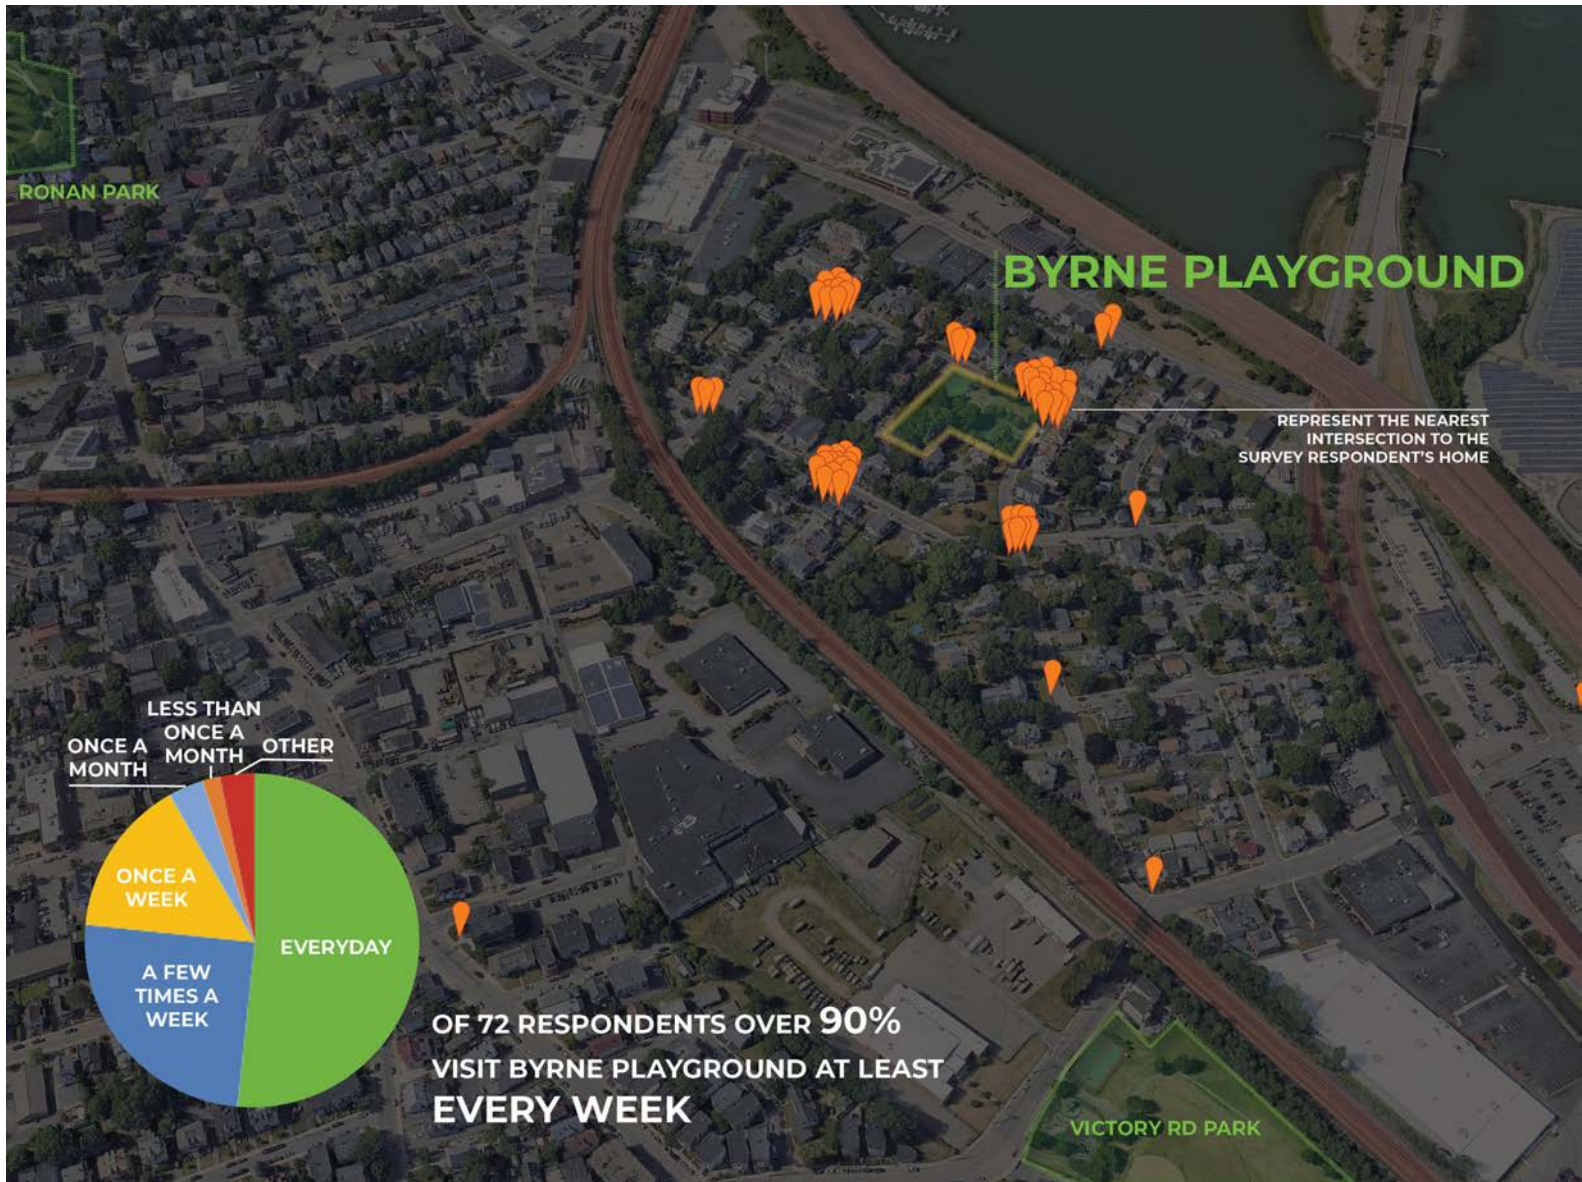 RONAN PARK
BYRNE PLAYGROUND
REPRESENT THE NEAREST
INTERSECTION TO THE
SURVEY RESPONDENT'S HOME
LESS THAN
ONCE A
MONTH
ONCE A
MONTH
OTHER
ONCE A
WEEK
EVERYDAY
A FEW
TIMES A
WEEK
OF 72 RESPONDENTS OVER 90%
VISIT BYRNE PLAYGROUND AT LEAST
EVERY WEEK
VICTORY RD PARK